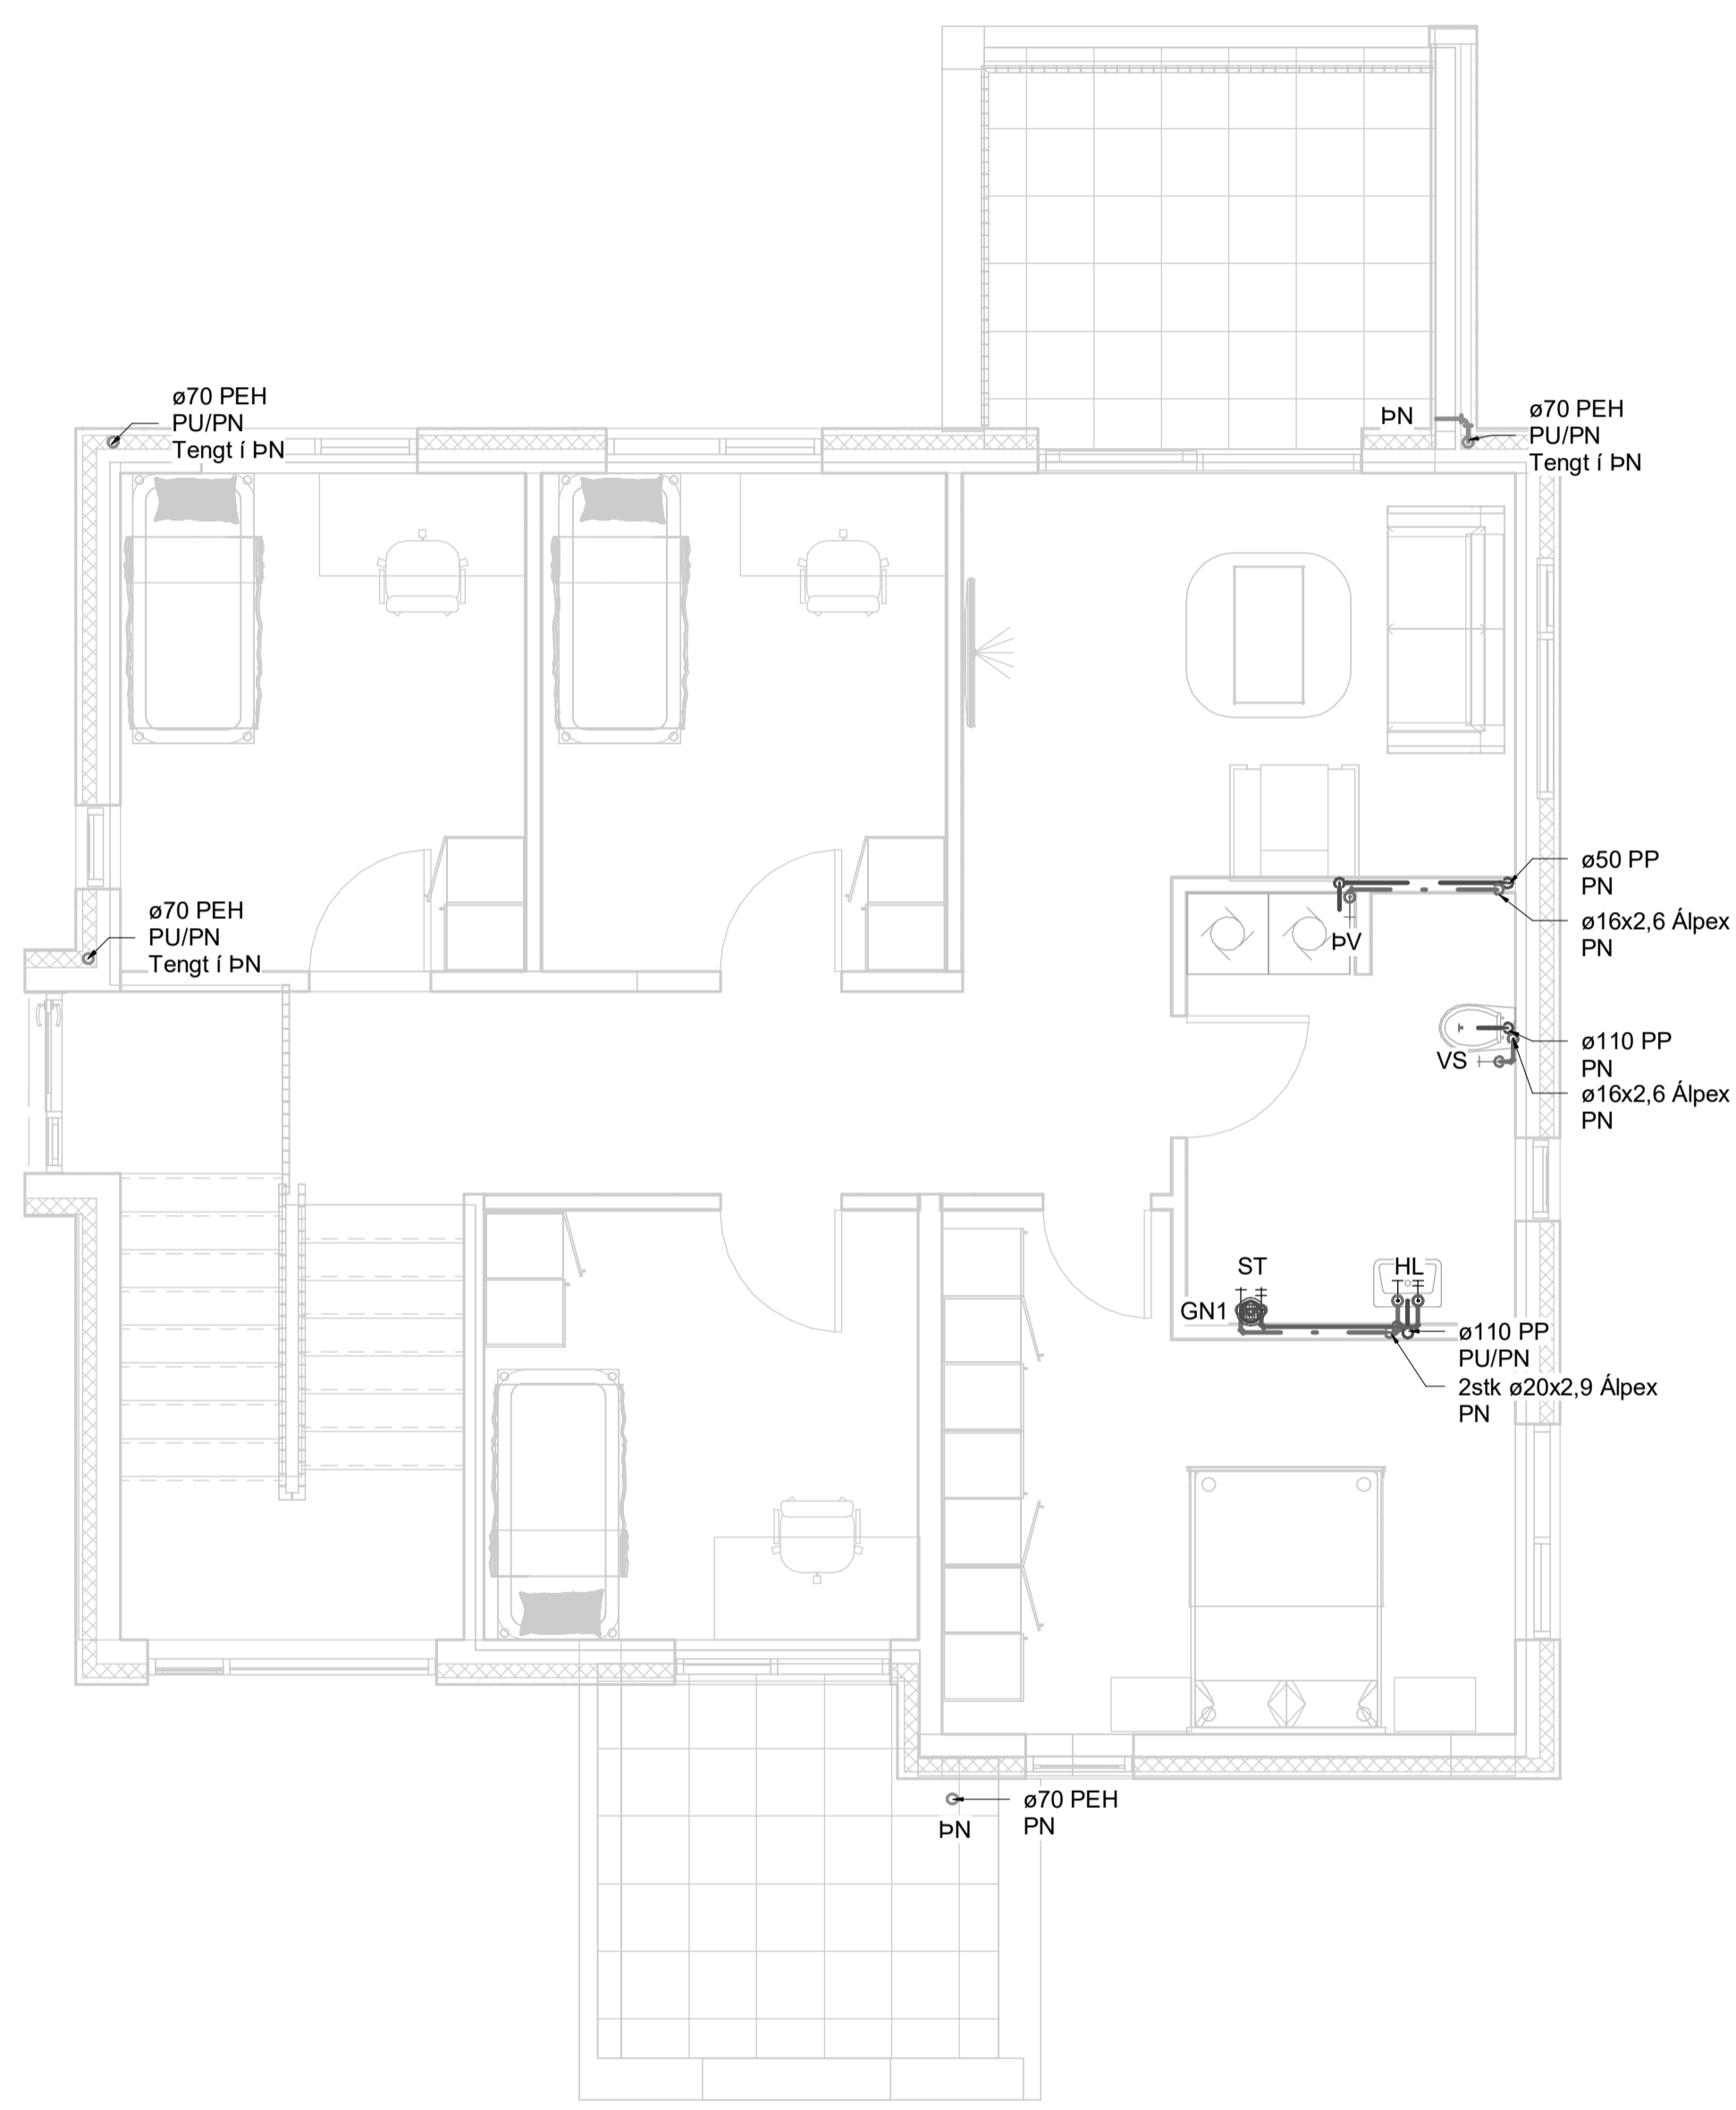 ø70 PEH
PU/PN
Tengt í ÞN
ÞN
ø70 PEH
PU/PN
Tengt í ÞN
ø50 PP
PN
ø16x2,6 Álpex
PN
ø70 PEH
PU/PN
Tengt í ÞN
ÞV
ø110 PP
PN
VS
ø16x2,6 Álpex
PN
ST
HL
GN1
ø110 PP
PU/PN
2stk ø20x2,9 Álpex
PN
ø70 PEH
PN
ÞN